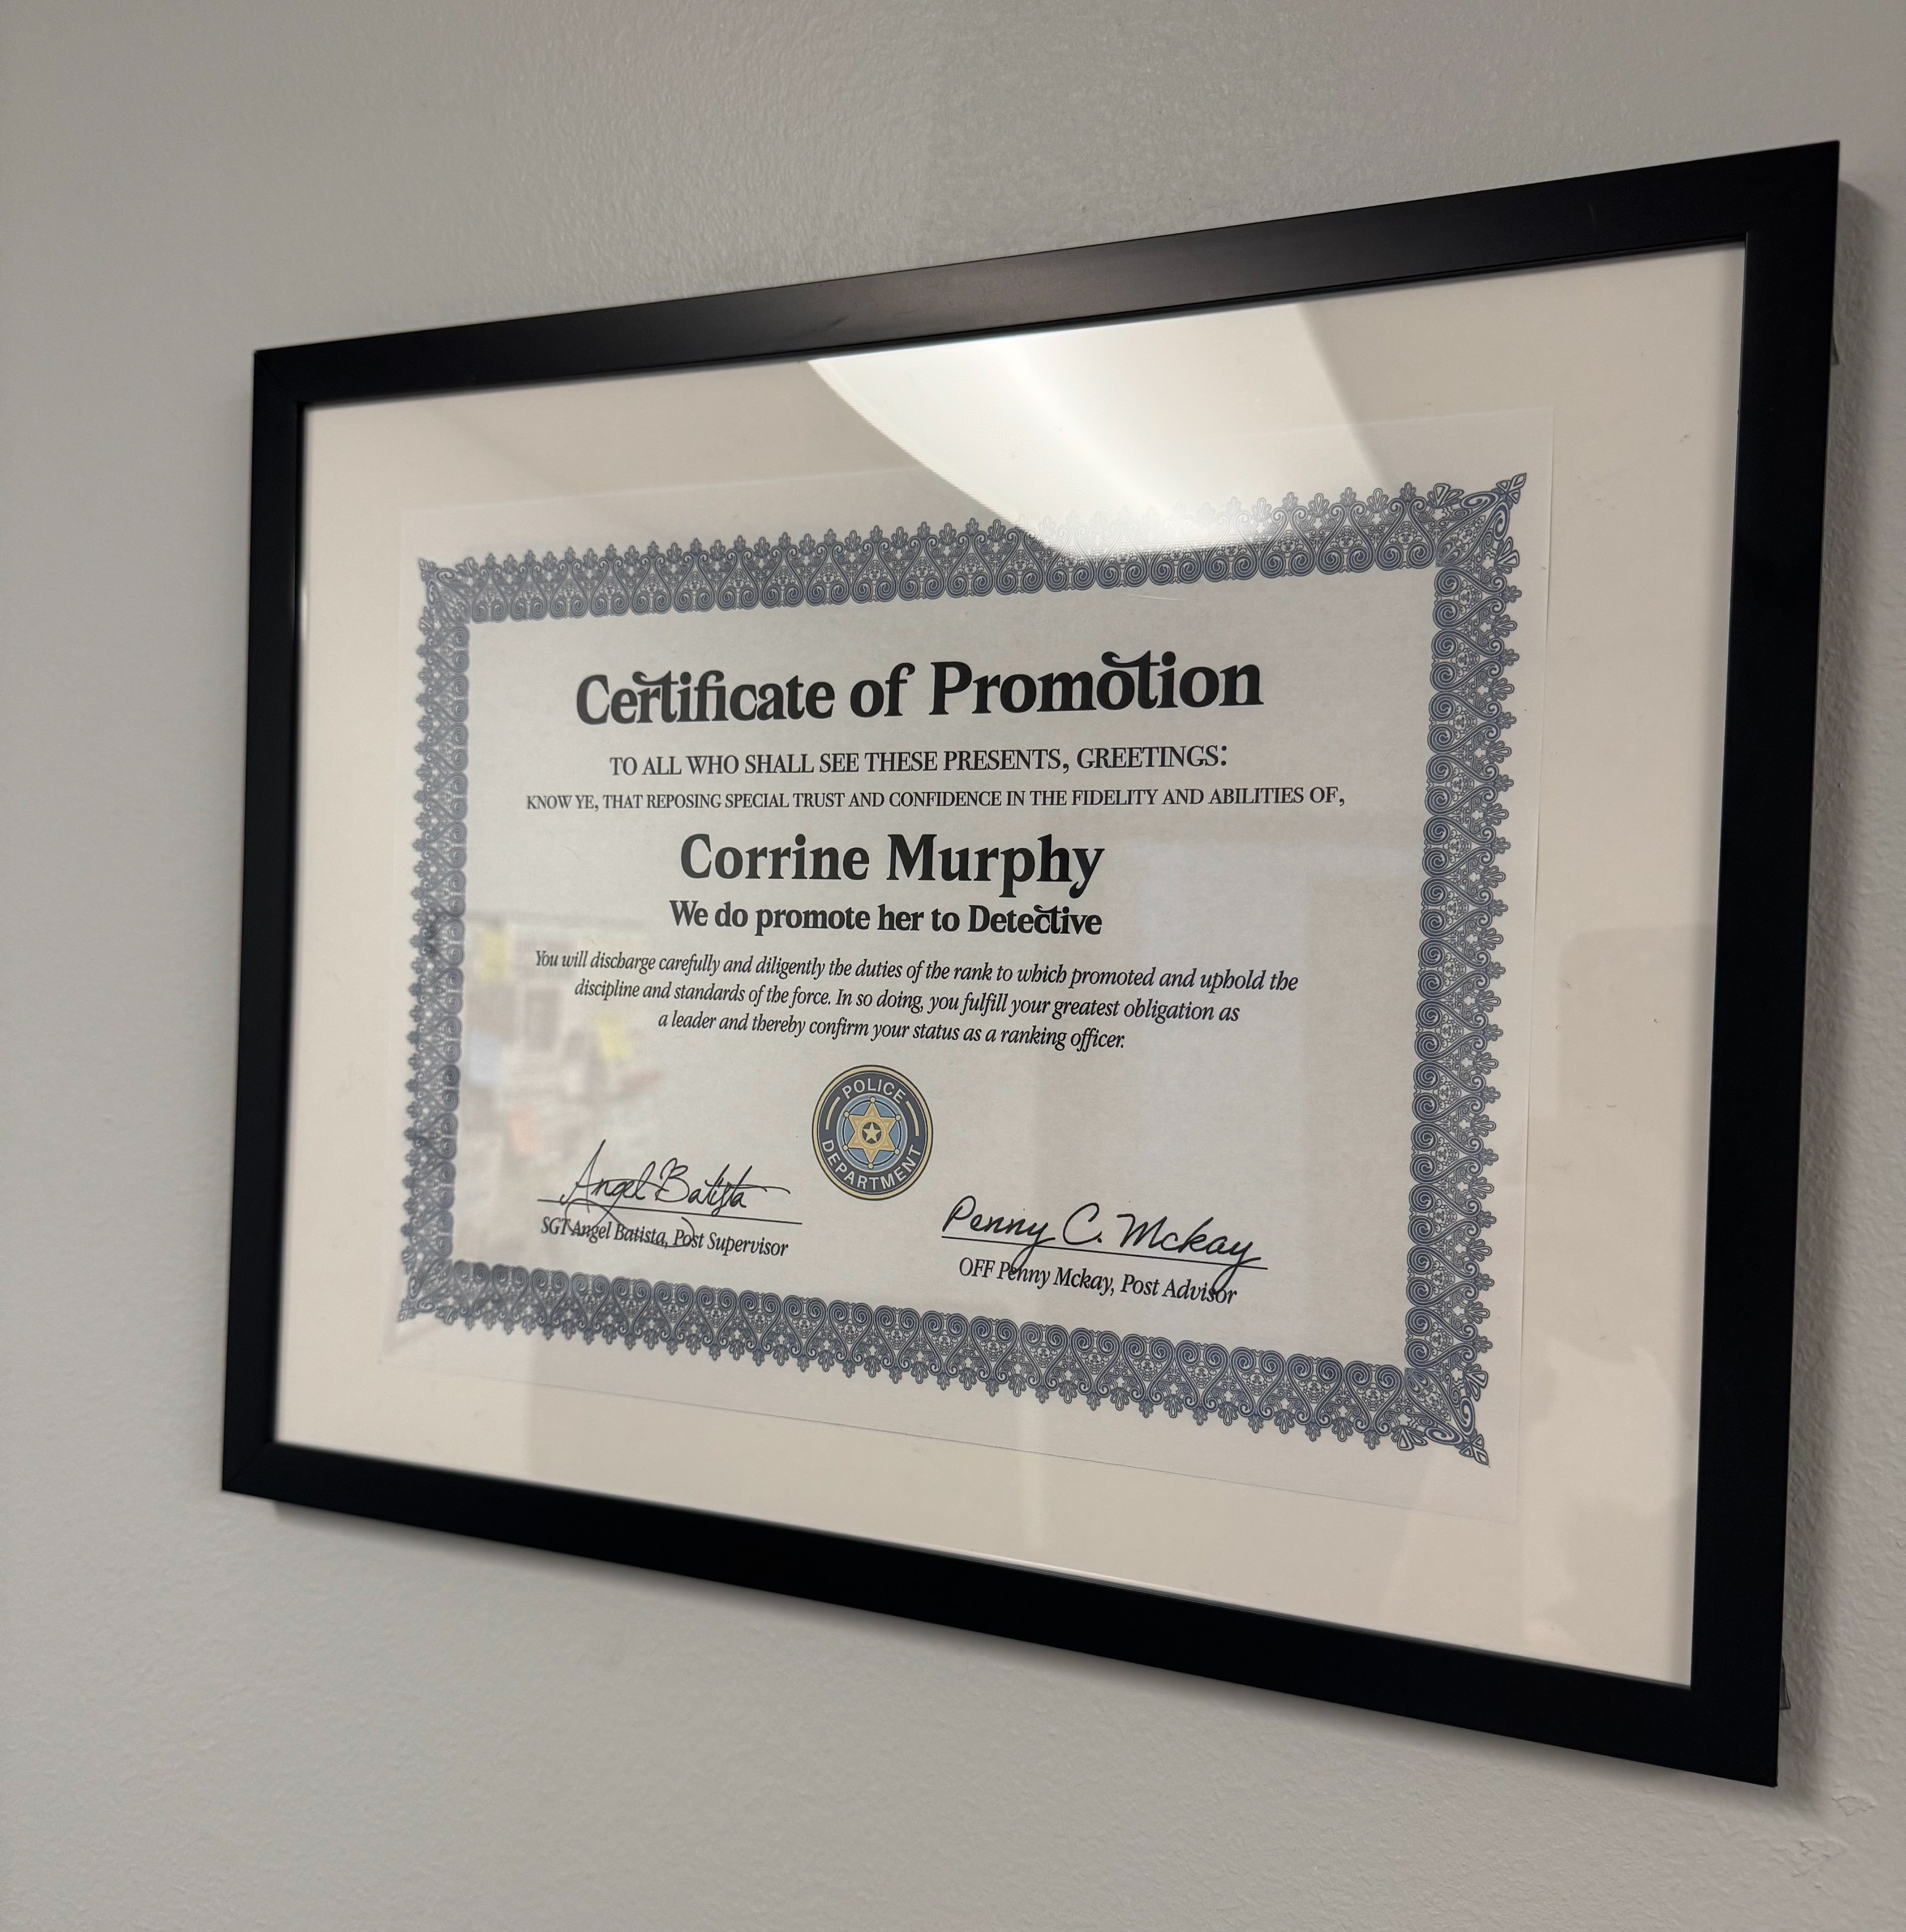 Certificate of Promotion
TO ALL WHO SHALL SEE THESE PRESENTS, GREETINGS:
KNOW YE, THAT REPOSING SPECIAL TRUST AND CONFIDENCE IN THE FIDELITY AND ABILITIES OF,
Corrine Murphy
We do promote her to Detective
You will discharge carefully and diligently the duties of the rank to which promoted and uphold the
discipline and standards of the force. In so doing, you fulfill your greatest obligation as
a leader and thereby confirm your status as a ranking officer.
POLICE
DEPARTMENT
Angel Batista
SGT Angel Batista, Post Supervisor
Penny C. Mckay
OFF Penny Mckay, Post Advisor